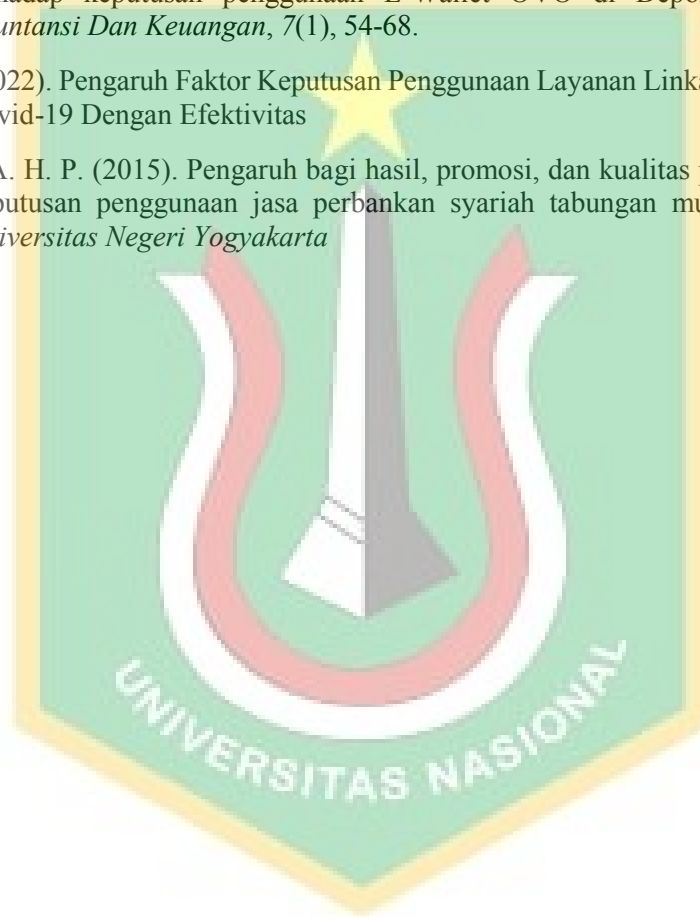 keputusan penggunaan E-Wallet OVO di Depo
untansi Dan Keuangan, 7(1), 54-68.
022). Pengaruh Faktor Keputusan Penggunaan Layanan Linka
vid-19 Dengan Efektivitas
A. H. P. (2015). Pengaruh bagi hasil, promosi, dan kualitas
putusan penggunaan jasa perbankan syariah tabungan mu
iversitas Negeri Yogyakarta
UNIVERSITAS NASIONAL